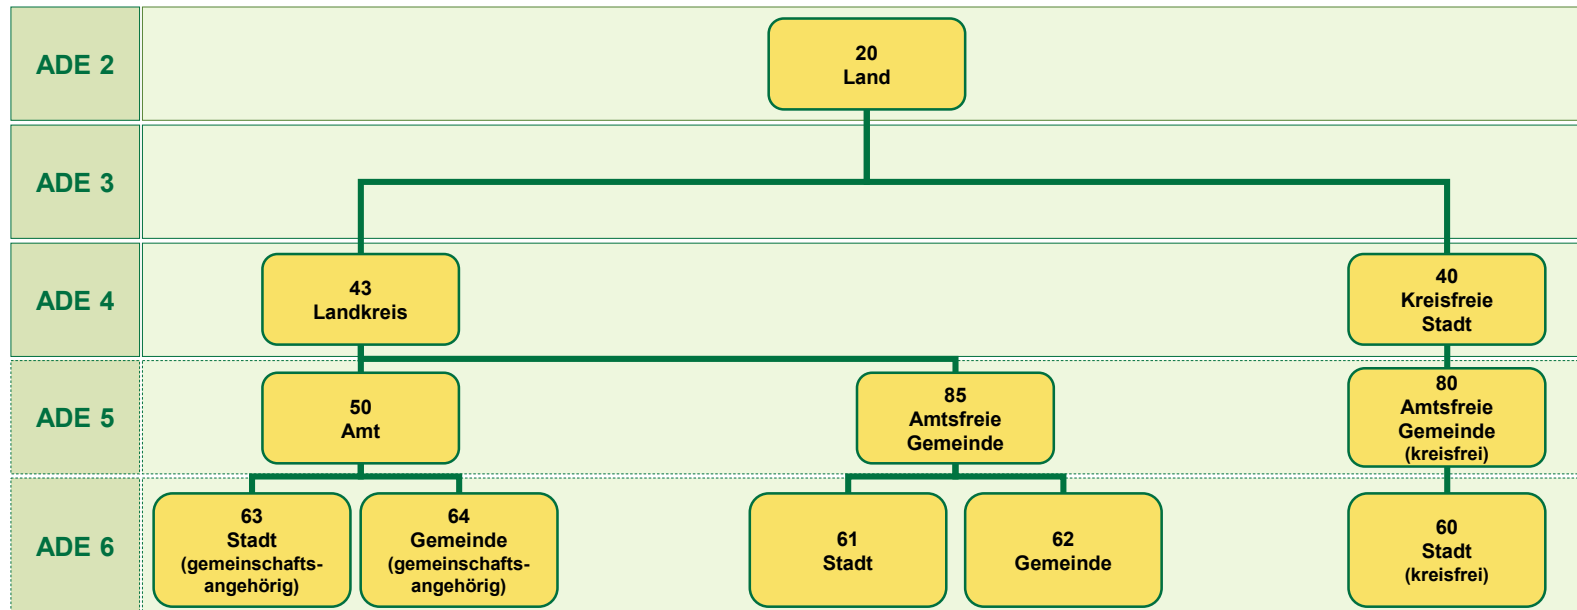 ADE 2
20
Land
ADE 3
ADE 4
43
Landkreis
40
Kreisfreie
Stadt
ADE 5
50
Amt
85
Amtsfreie
Gemeinde
80
Amtsfreie
Gemeinde
(kreisfrei)
ADE 6
63
Stadt
(gemeinschafts-
angehörig)
64
Gemeinde
(gemeinschafts-
angehörig)
61
Stadt
62
Gemeinde
60
Stadt
(kreisfrei)